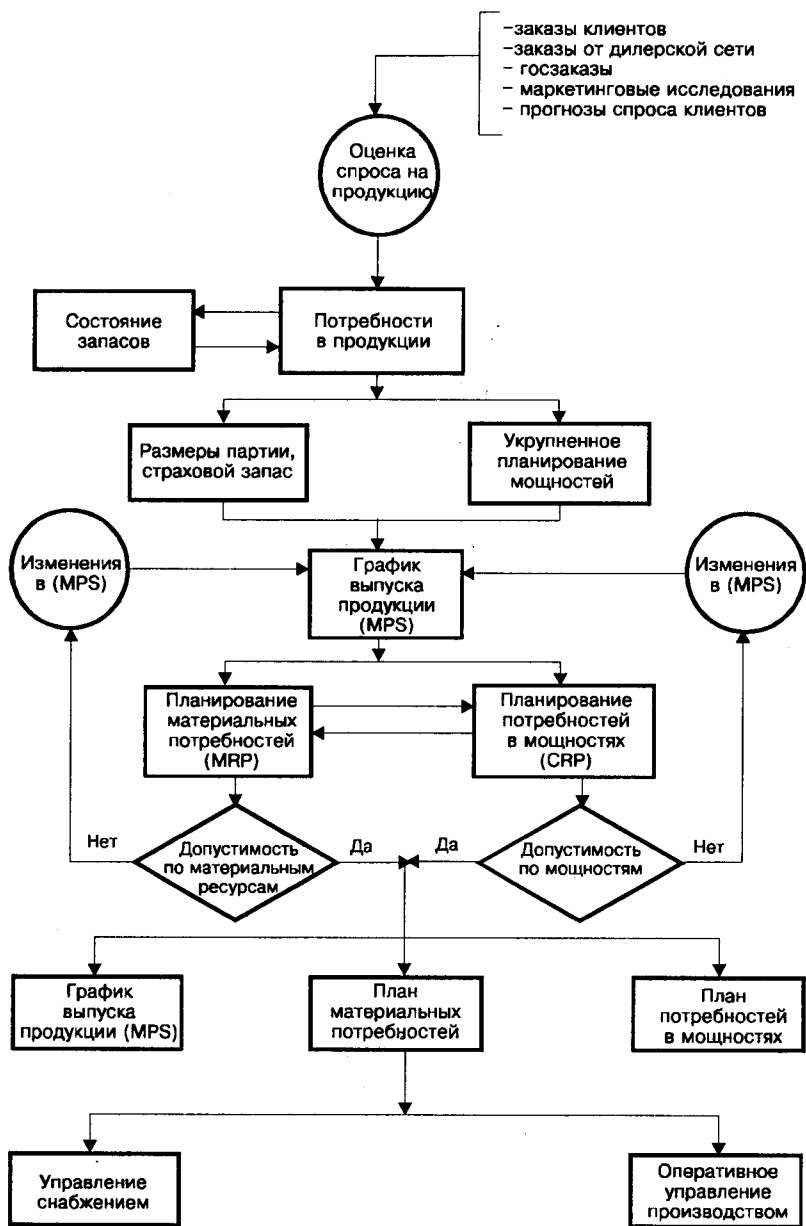 -заказы клиентов
-заказы от дилерской сети
- госзаказы
- маркетинговые исследования
- прогнозы спроса клиентов
Оценка
спроса на
продукцию
Состояние
запасов
Потребности
в продукции
Размеры партии,
страховой запас
Укрупненное
планирование
мощностей
Изменения
в (MPS)
График
выпуска
продукции
(MPS)
Изменения
в (MPS)
Планирование
материальных
потребностей
(MRP)
Планирование
потребностей
в мощностях
(CRP)
Нет
Допустимость
по материальным
ресурсам
Да
Да
Допустимость
по мощностям
Нет
График
выпуска
продукции (MPS)
План
материальных
потребностей
План
потребностей
в мощностях
Управление
снабжением
Оперативное
управление
производством